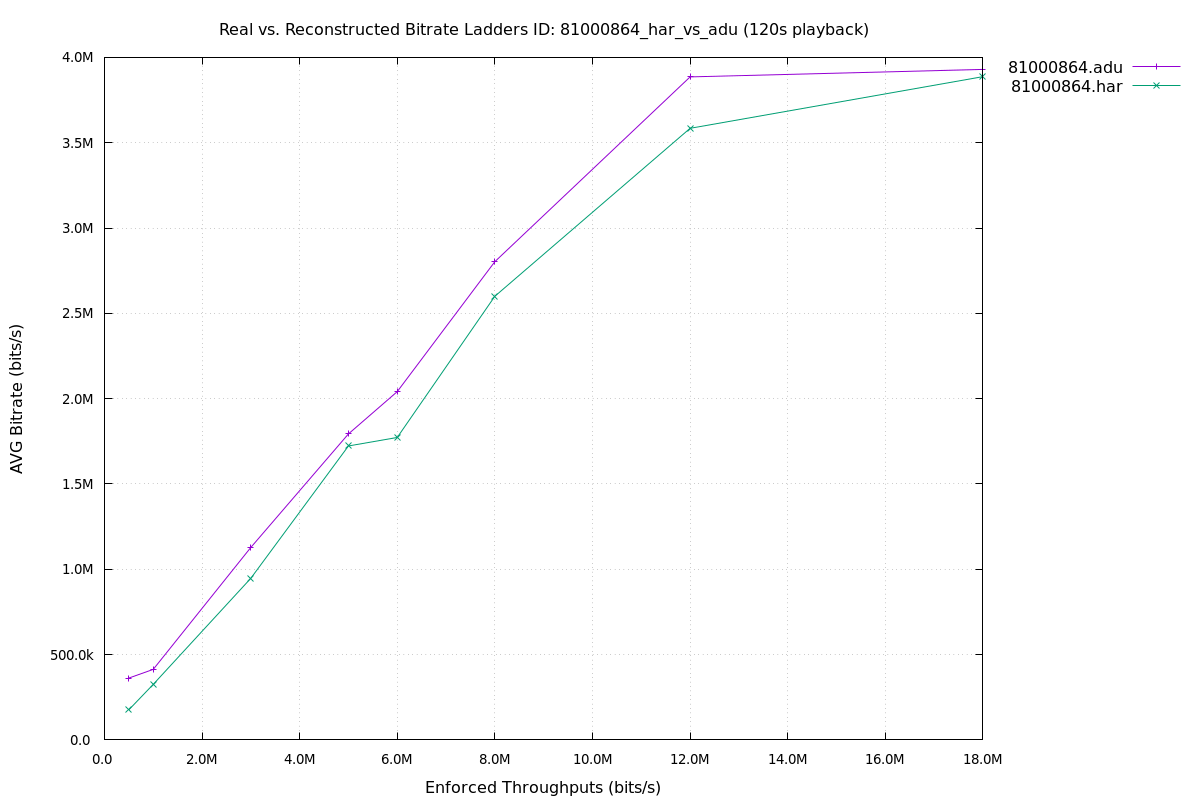 Real vs. Reconstructed Bitrate Ladders ID: 81000864_har_vs_adu (120s playback)
81000864.adu
81000864.har
AVG Bitrate (bits/s)
4.0M
3.5M
3.0M
2.5M
2.0M
1.5M
1.0M
500.0k
0.0
0.0 2.0M 4.0M 6.0M 8.0M 10.0M 12.0M 14.0M 16.0M 18.0M
Enforced Throughputs (bits/s)